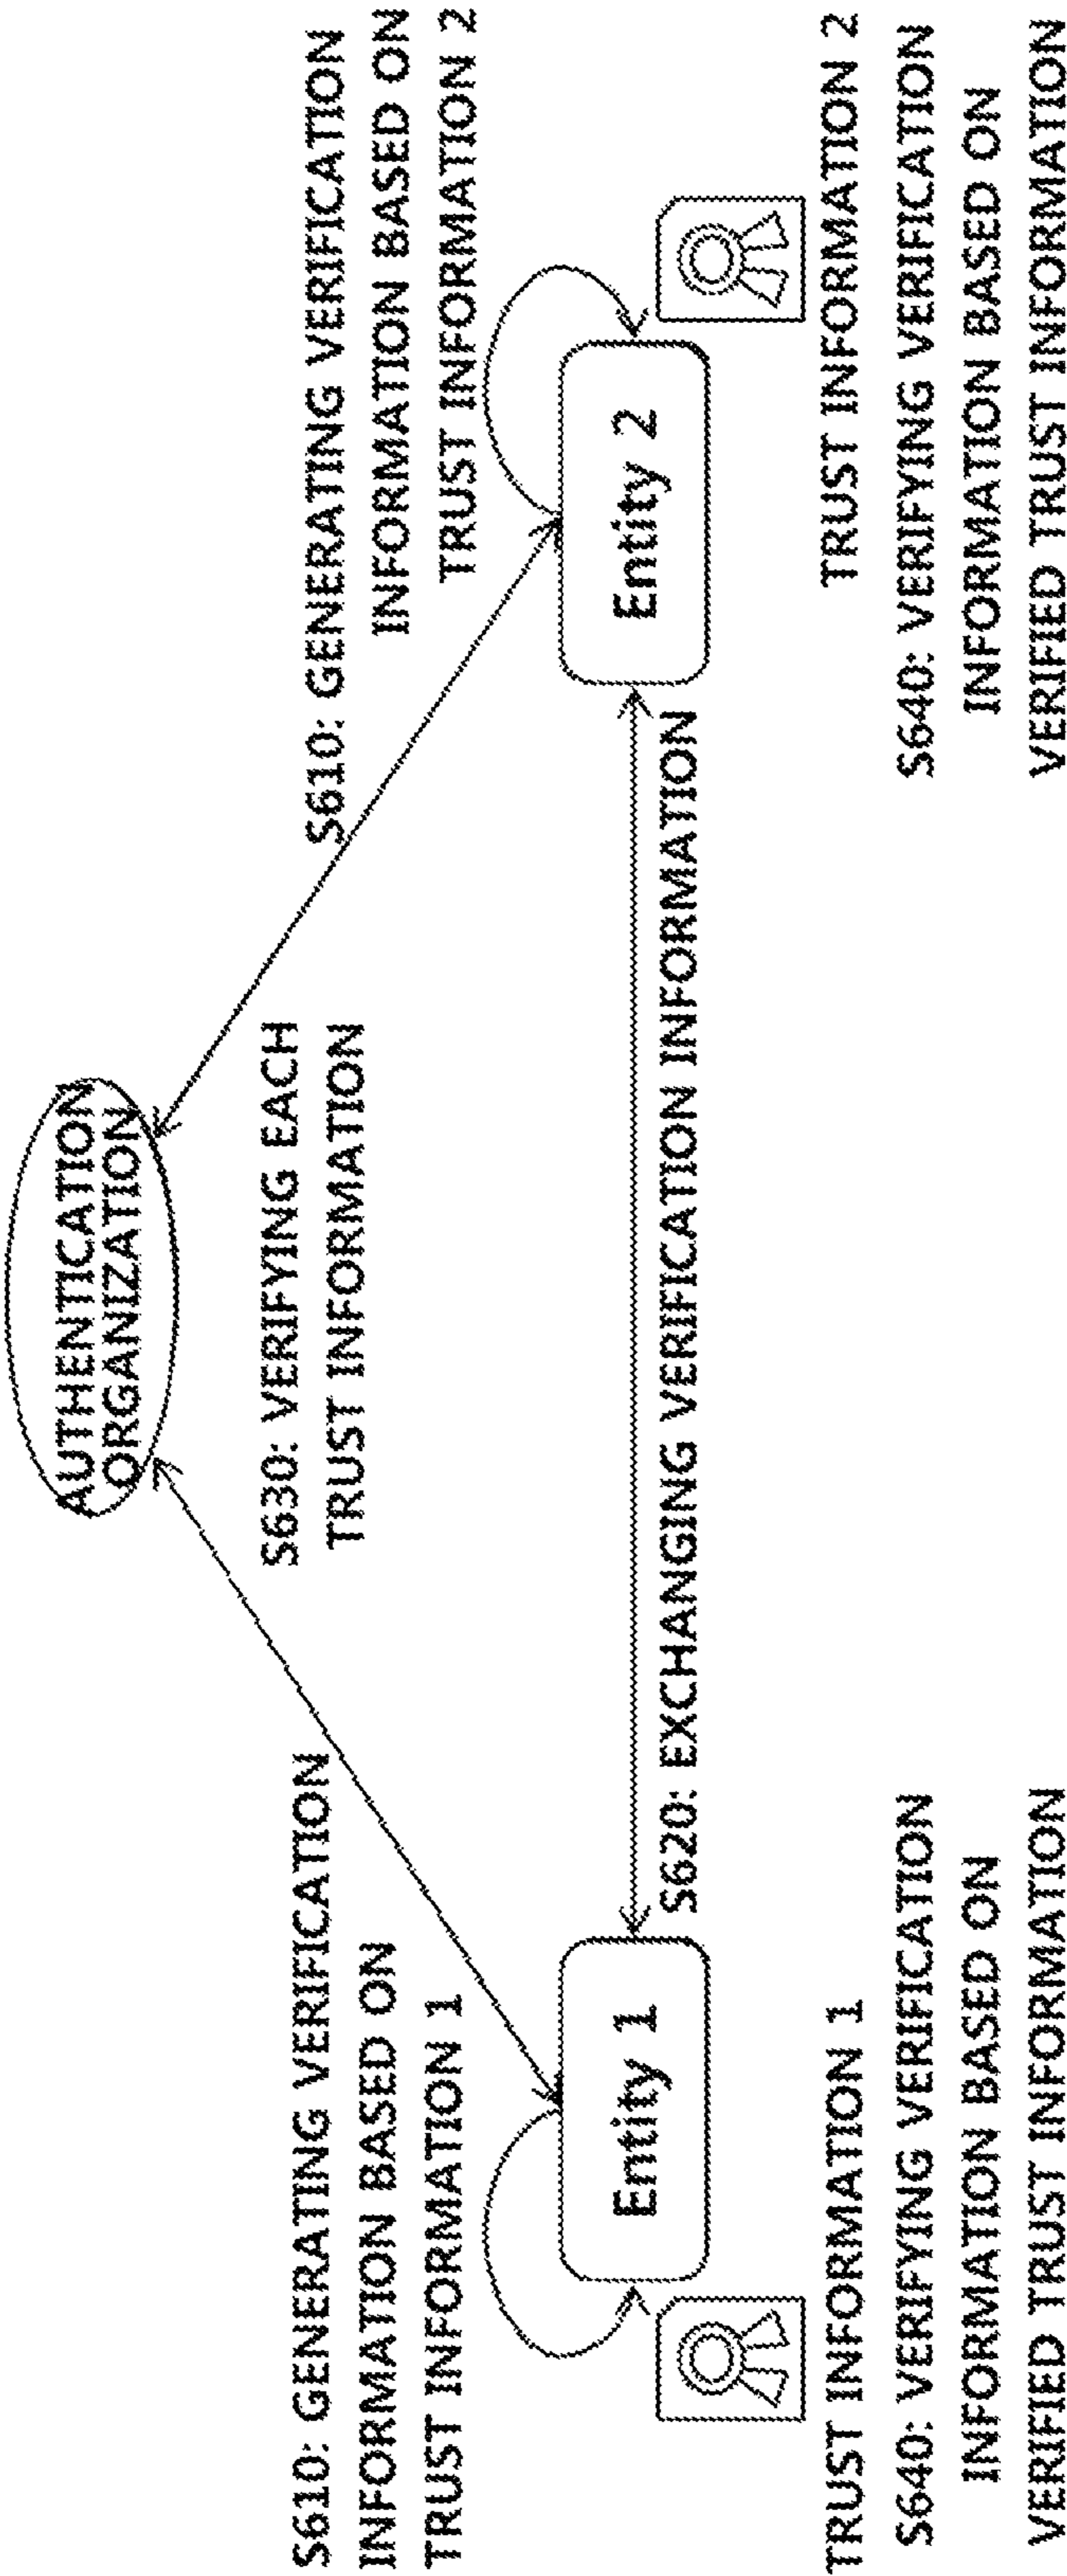 AUTHENTICATION
ORGANIZATION
S610: GENERATING VERIFICATION
INFORMATION BASED ON
TRUST INFORMATION 1
S630: VERIFYING EACH
TRUST INFORMATION
S610: GENERATING VERIFICATION
INFORMATION BASED ON
TRUST INFORMATION 2
Entity 1
S620: EXCHANGING VERIFICATION INFORMATION
Entity 2
TRUST INFORMATION 1
S640: VERIFYING VERIFICATION
INFORMATION BASED ON
VERIFIED TRUST INFORMATION
TRUST INFORMATION 2
S640: VERIFYING VERIFICATION
INFORMATION BASED ON
VERIFIED TRUST INFORMATION